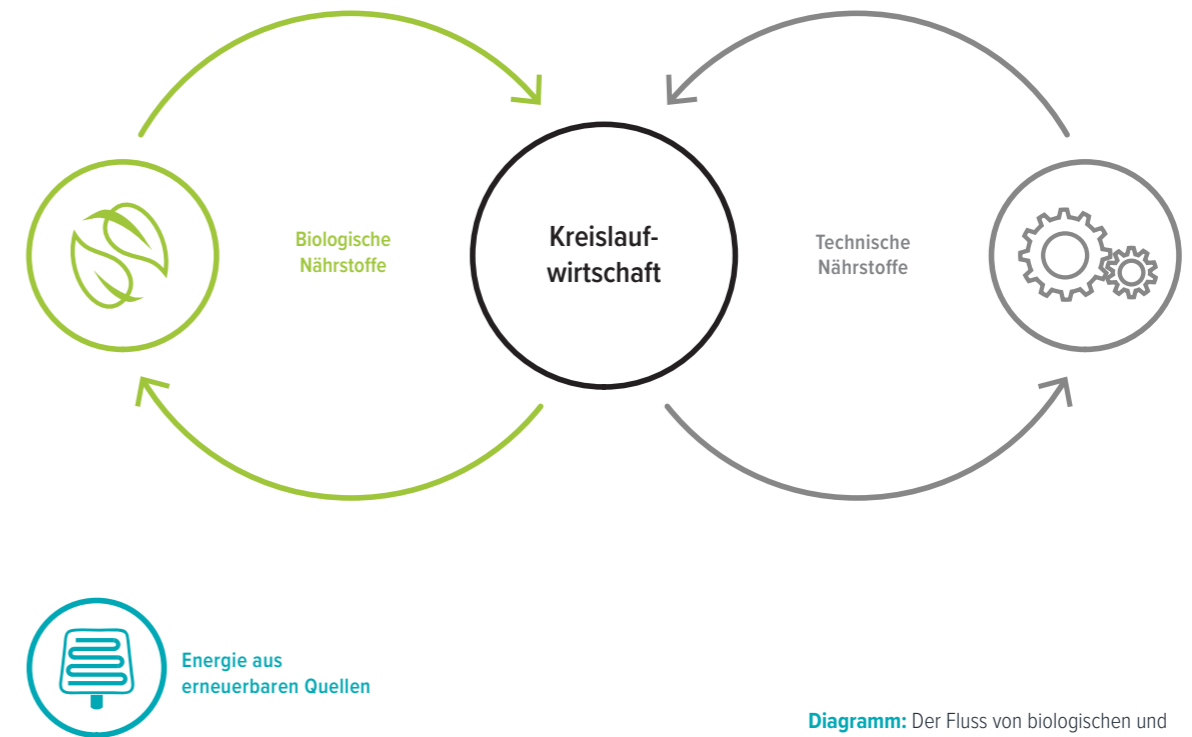 Biologische
Nährstoffe
Kreislauf-
wirtschaft
Technische
Nährstoffe
Energie aus
erneuerbaren Quellen
Diagramm: Der Fluss von biologischen und